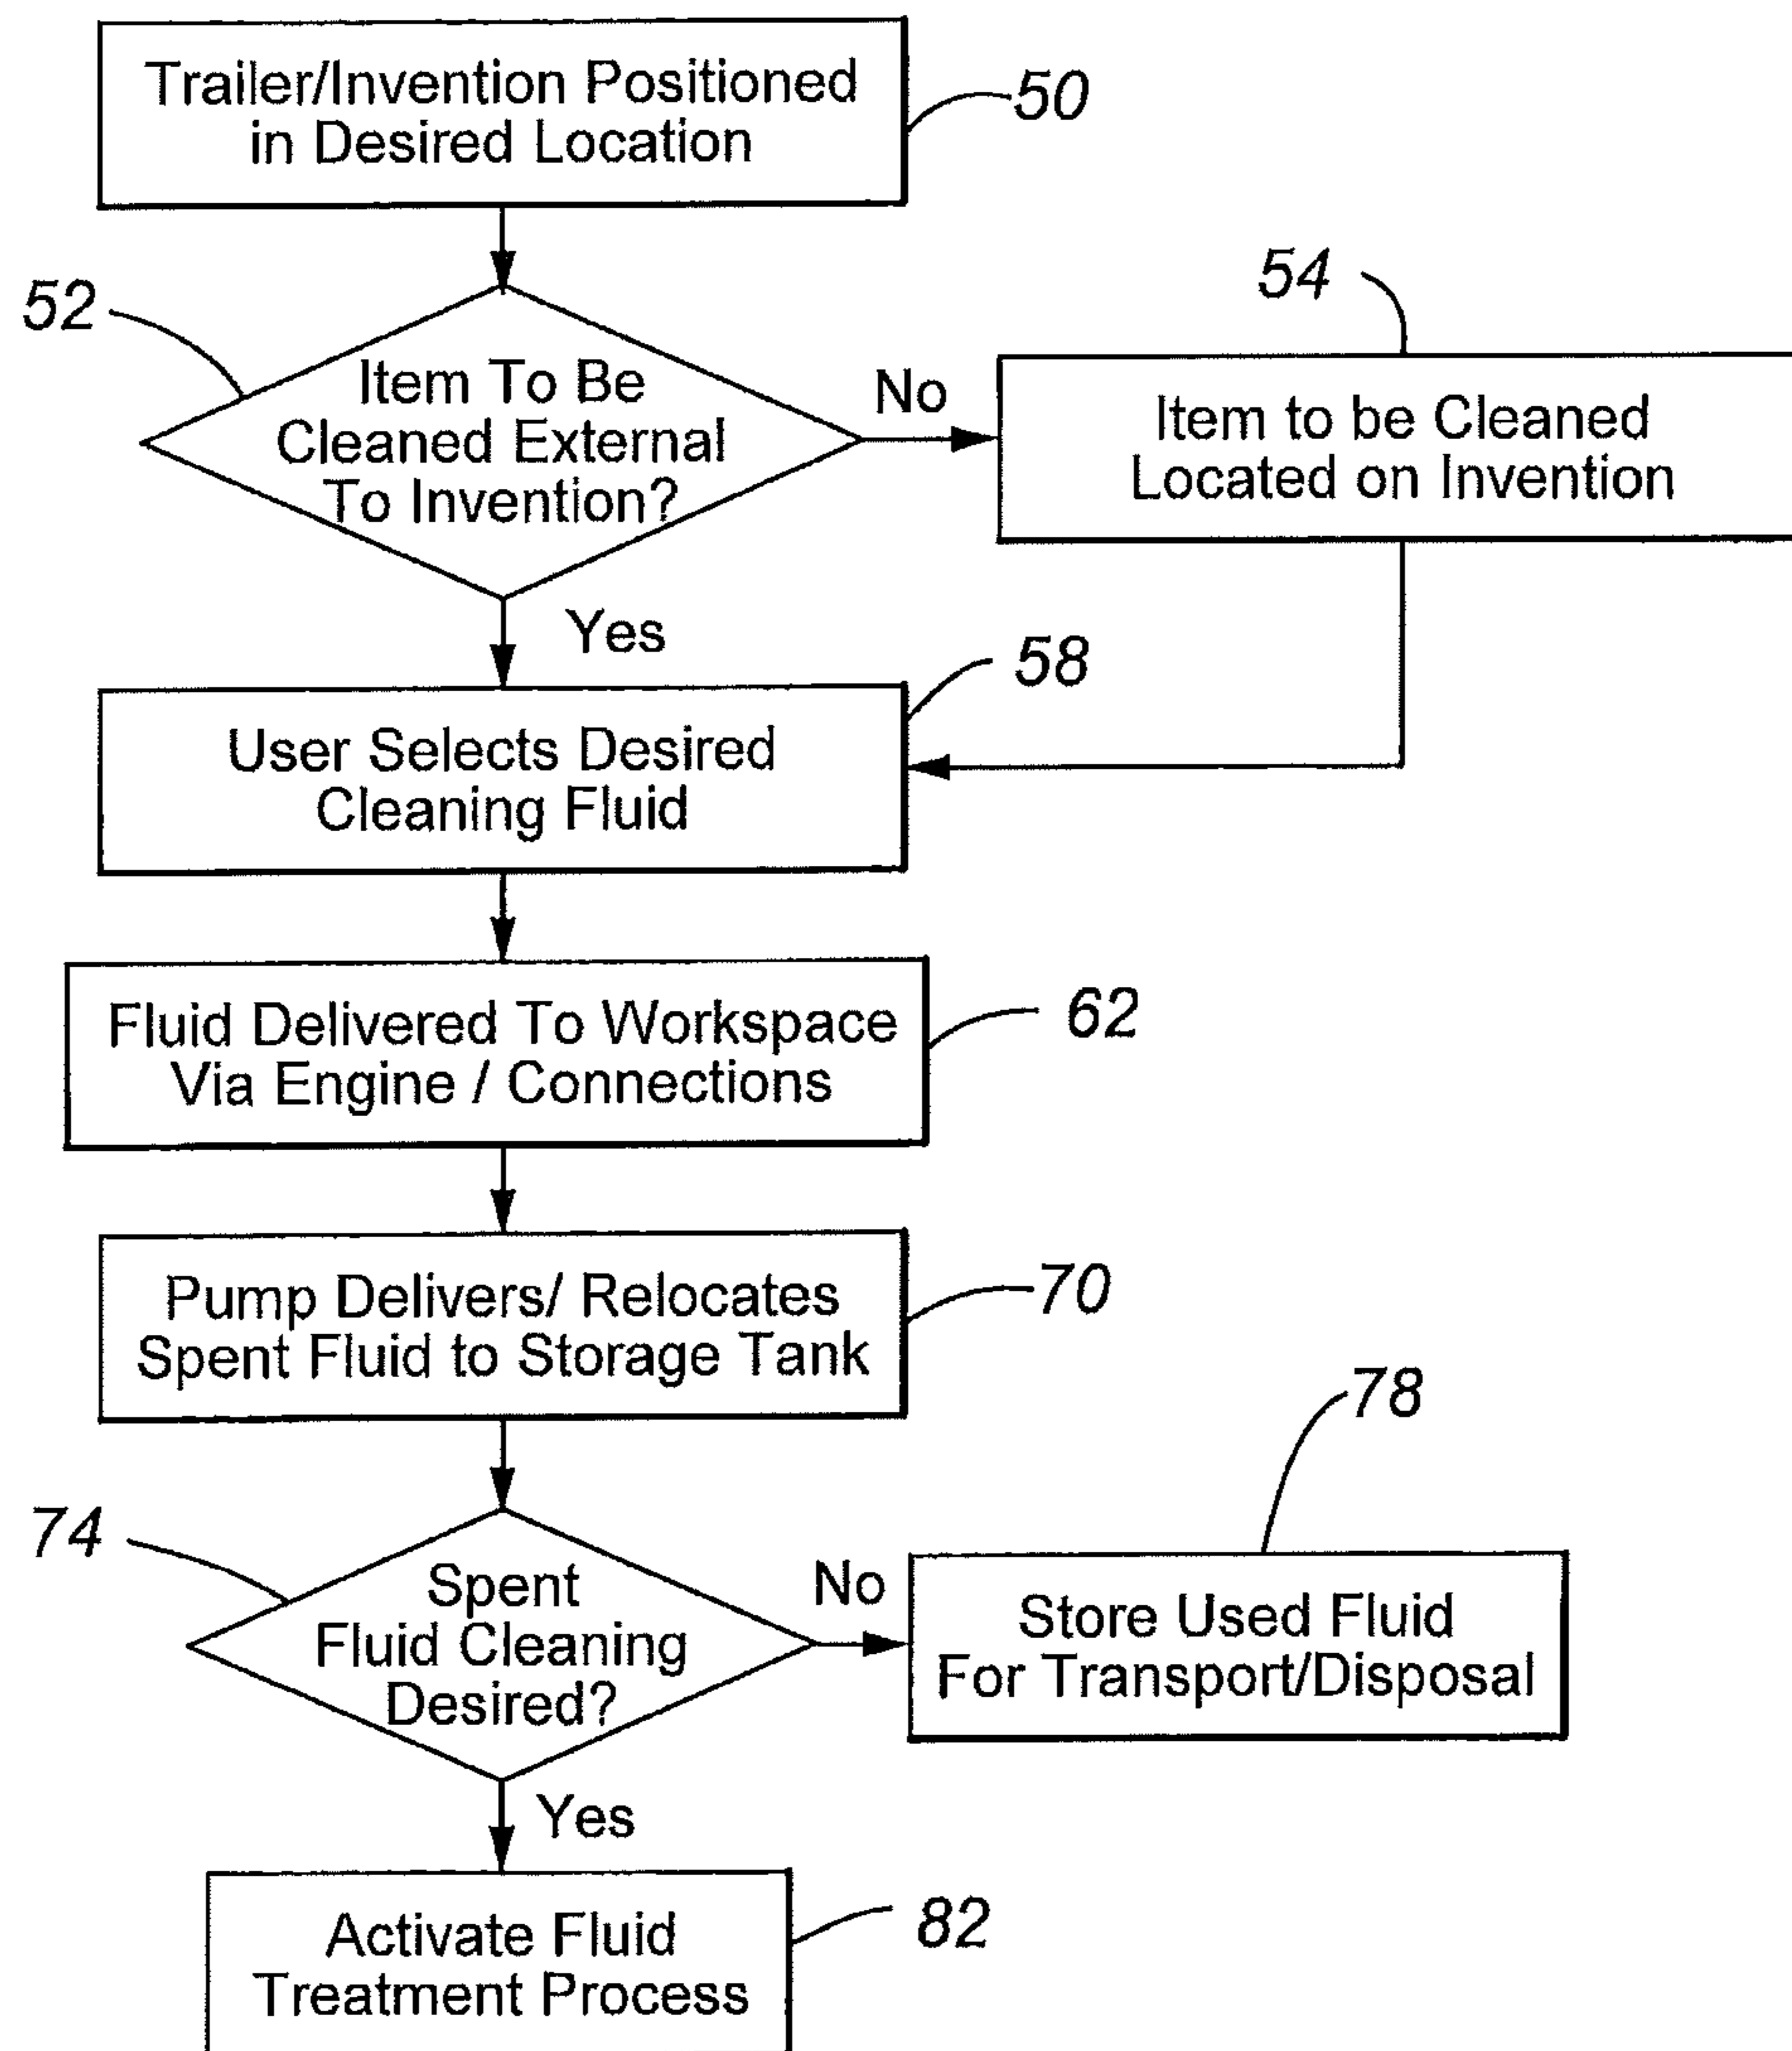 Trailer/Invention Positioned
in Desired Location
50
52
Item To Be
Cleaned External
To Invention?
No
54
Item to be Cleaned
Located on Invention
Yes
58
User Selects Desired
Cleaning Fluid
Fluid Delivered To Workspace
Via Engine / Connections
62
Pump Delivers/ Relocates
Spent Fluid to Storage Tank
70
74
Spent
Fluid Cleaning
Desired?
No
78
Store Used Fluid
For Transport/Disposal
Yes
Activate Fluid
Treatment Process
82